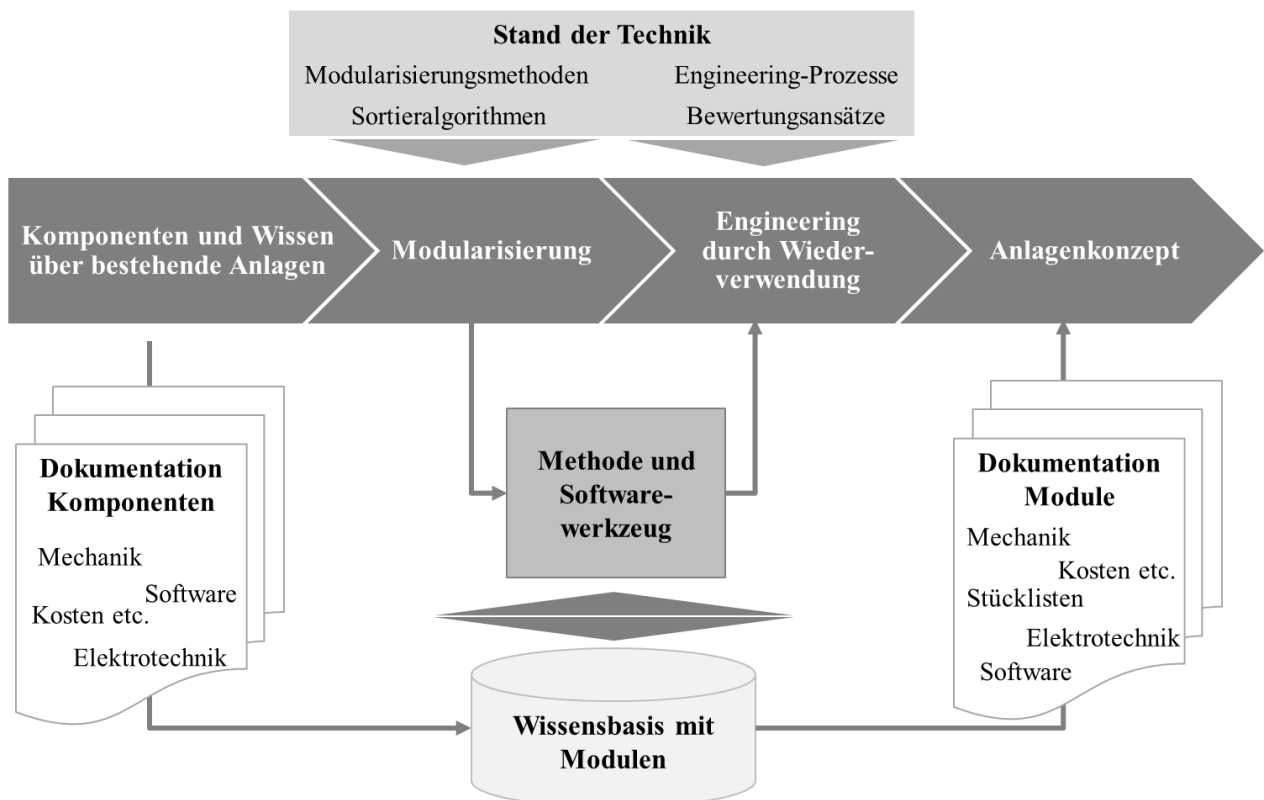 Stand der Technik
Modularisierungsmethoden
Engineering-Prozesse
Sortieralgorithmen
Bewertungsansätze
Komponenten und Wissen
über bestehende Anlagen
Modularisierung
Engineering
durch Wieder-
verwendung
Anlagenkonzept
Dokumentation
Komponenten
Mechanik
Software
Kosten etc.
Elektrotechnik
Methode und
Software-
werkzeug
Dokumentation
Module
Mechanik
Kosten etc.
Stücklisten
Elektrotechnik
Software
Wissensbasis mit
Modulen